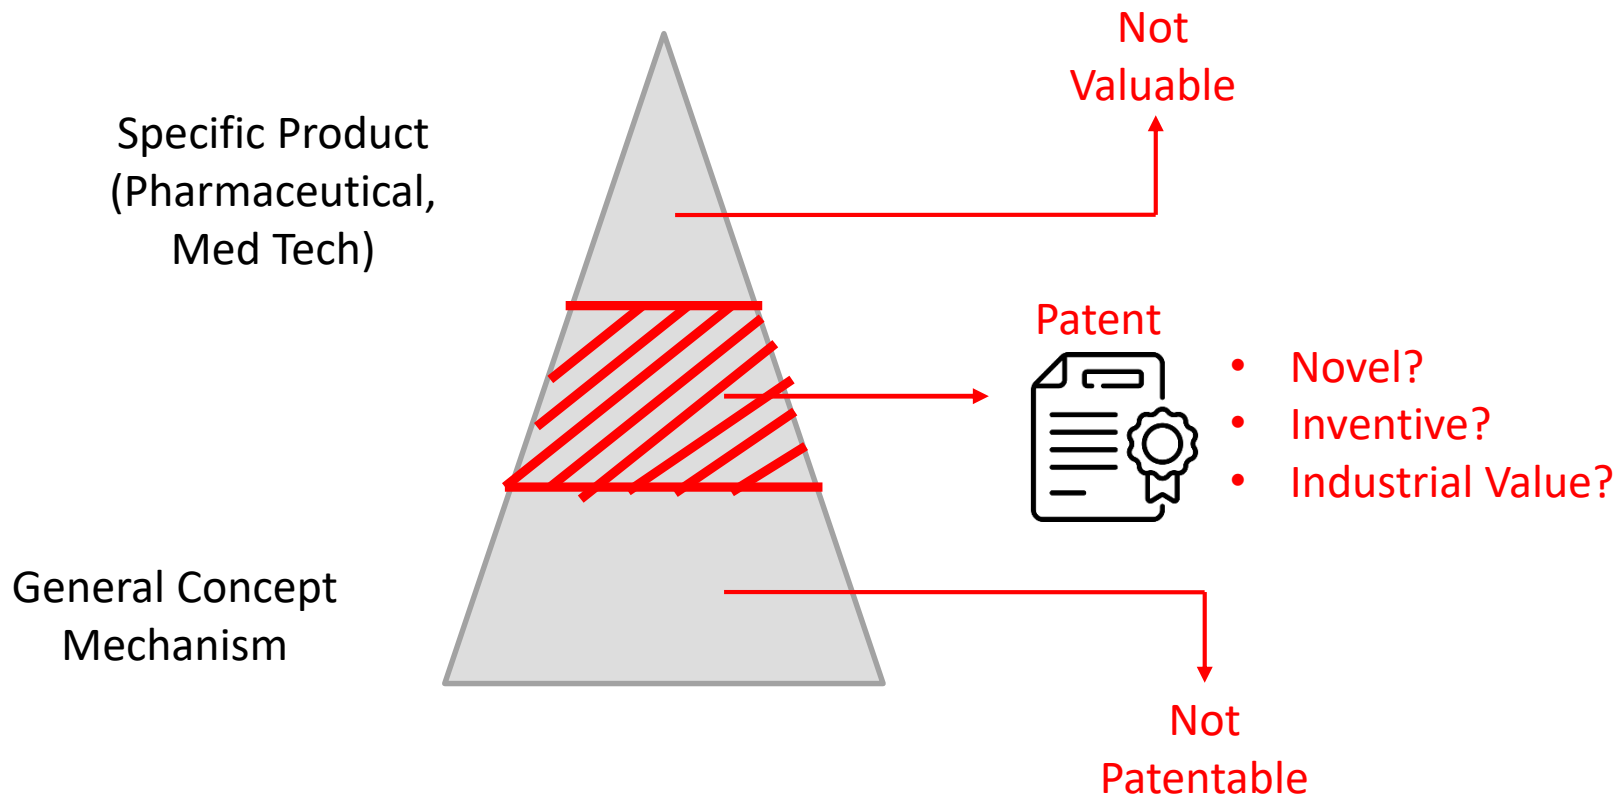 Not
Valuable
Specific Product
(Pharmaceutical,
Med Tech)
Patent
• Novel?
• Inventive?
• Industrial Value?
General Concept
Mechanism
Not
Patentable